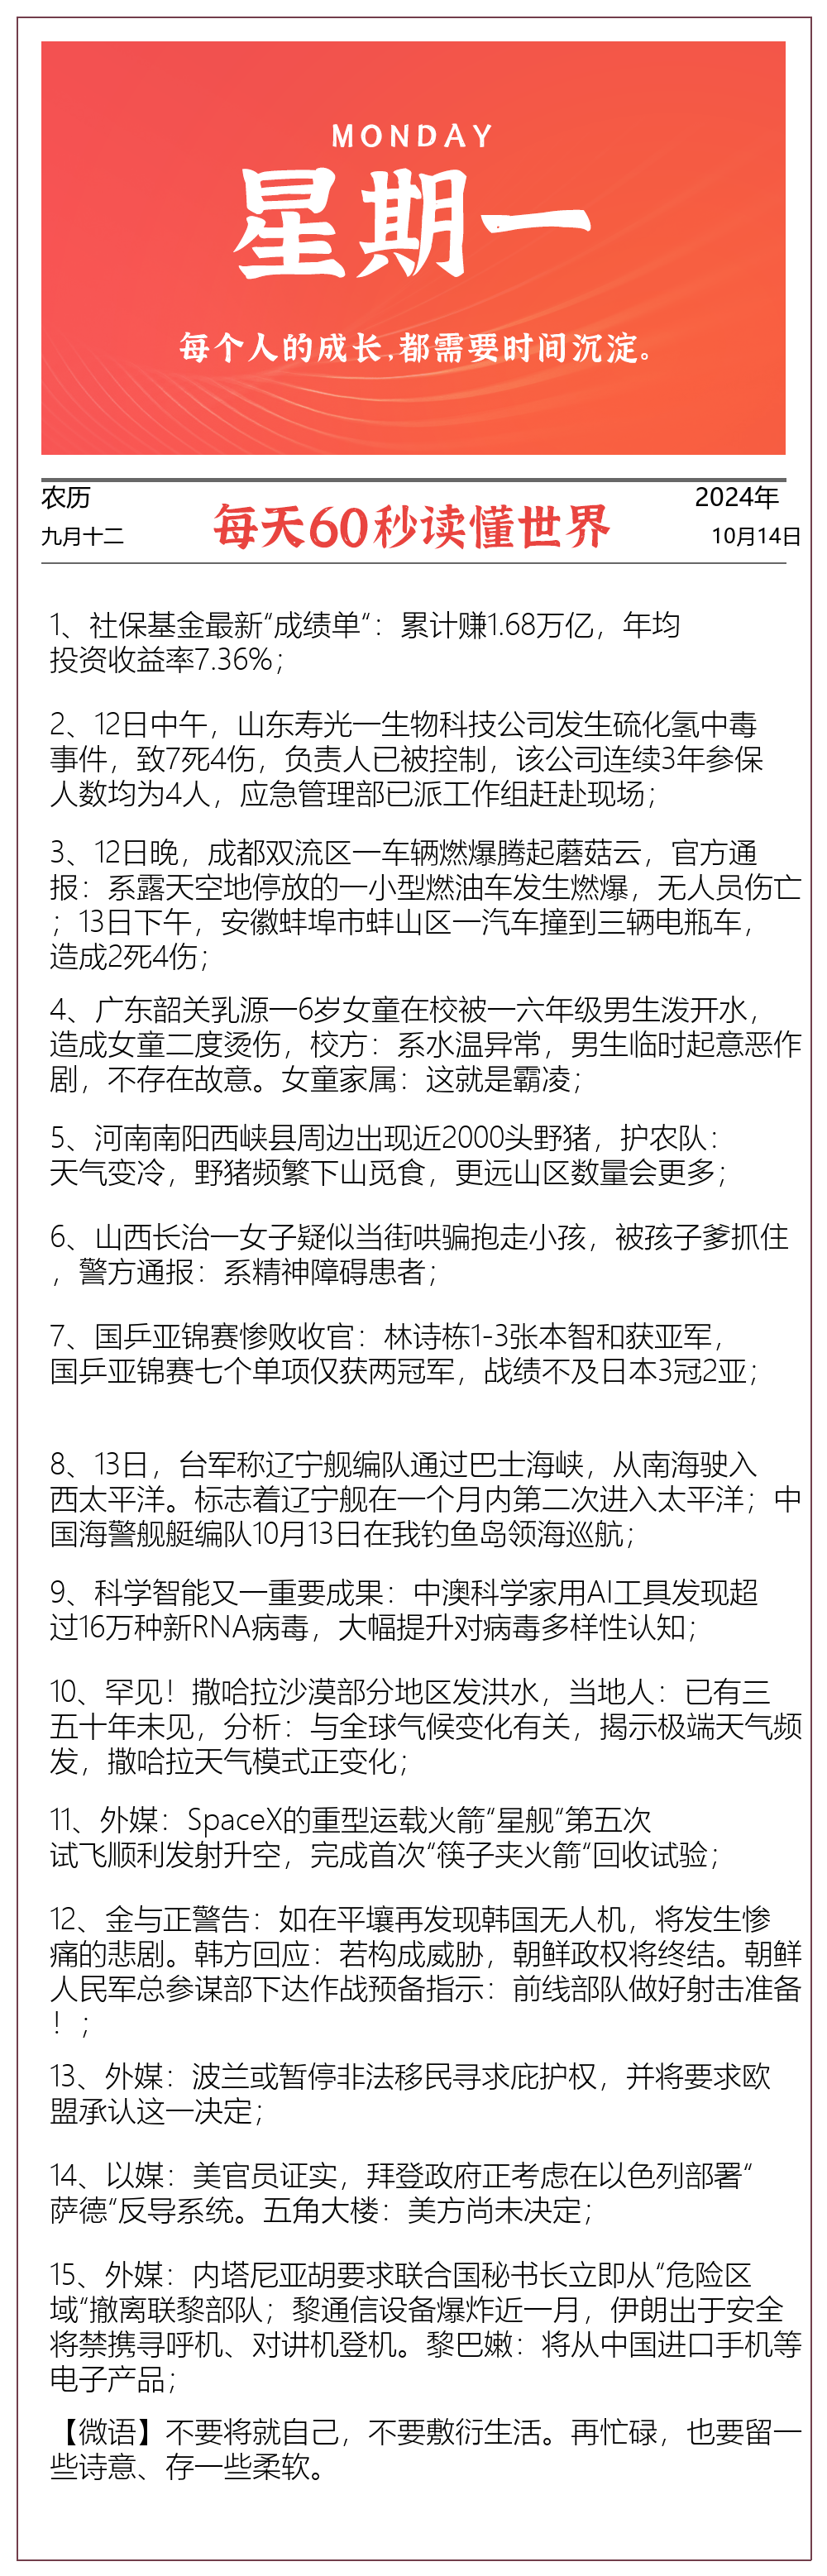 MONDAY
星期一
每个人的成长,都需要时间沉淀。
农历
2024年
每天60秒读懂世界
九月十二
10月14日
1、社保基金最新“成绩单“：累计赚1.68万亿，年均
投资收益率7.36%；
2、12日中午，山东寿光一生物科技公司发生硫化氢中毒
事件，致7死4伤，负责人已被控制，该公司连续3年参保
人数均为4人，应急管理部已派工作组赶赴现场；
3、12日晚，成都双流区一车辆燃爆腾起蘑菇云，官方通
报：系露天空地停放的一小型燃油车发生燃爆，无人员伤亡
；13日下午，安徽蚌埠市蚌山区一汽车撞到三辆电瓶车，
造成2死4伤；
4、广东韶关乳源一6岁女童在校被一六年级男生泼开水，
造成女童二度烫伤，校方：系水温异常，男生临时起意恶作
剧，不存在故意。女童家属：这就是霸凌；
5、河南南阳西峡县周边出现近2000头野猪，护农队：
天气变冷，野猪频繁下山觅食，更远山区数量会更多；
6、山西长治一女子疑似当街哄骗抱走小孩，被孩子爹抓住
，警方通报：系精神障碍患者；
7、国乒亚锦赛惨败收官：林诗栋1-3张本智和获亚军，
国乒亚锦赛七个单项仅获两冠军，战绩不及日本3冠2亚；
8、13日，台军称辽宁舰编队通过巴士海峡，从南海驶入
西太平洋。标志着辽宁舰在一个月内第二次进入太平洋；中
国海警舰艇编队10月13日在我钓鱼岛领海巡航；
9、科学智能又一重要成果：中澳科学家用AI工具发现超
过16万种新RNA病毒，大幅提升对病毒多样性认知；
10、罕见！撒哈拉沙漠部分地区发洪水，当地人：已有三
五十年未见，分析：与全球气候变化有关，揭示极端天气频
发，撒哈拉天气模式正变化；
11、外媒：SpaceX的重型运载火箭“星舰“第五次
试飞顺利发射升空，完成首次“筷子夹火箭“回收试验；
12、金与正警告：如在平壤再发现韩国无人机，将发生惨
痛的悲剧。韩方回应：若构成威胁，朝鲜政权将终结。朝鲜
人民军总参谋部下达作战预备指示：前线部队做好射击准备
！；
13、外媒：波兰或暂停非法移民寻求庇护权，并将要求欧
盟承认这一决定；
14、以媒：美官员证实，拜登政府正考虑在以色列部署“
萨德“反导系统。五角大楼：美方尚未决定；
15、外媒：内塔尼亚胡要求联合国秘书长立即从“危险区
域“撤离联黎部队；黎通信设备爆炸近一月，伊朗出于安全
将禁携寻呼机、对讲机登机。黎巴嫩：将从中国进口手机等
电子产品；
【微语】不要将就自己，不要敷衍生活。再忙碌，也要留一
些诗意、存一些柔软。